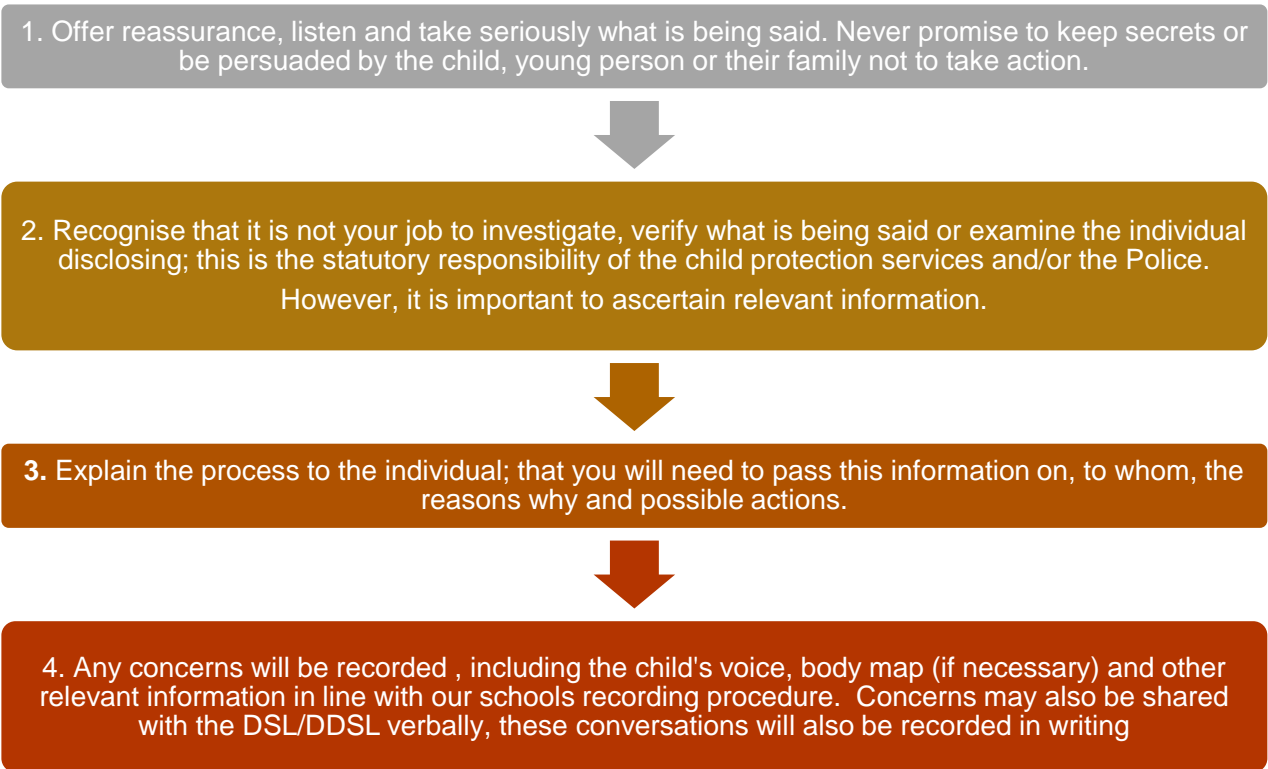 1. Offer reassurance, listen and take seriously what is being said. Never promise to keep secrets or
be persuaded by the child, young person or their family not to take action.
2. Recognise that it is not your job to investigate, verify what is being said or examine the individual
disclosing; this is the statutory responsibility of the child protection services and/or the Police.
However, it is important to ascertain relevant information.
3. Explain the process to the individual; that you will need to pass this information on, to whom, the
reasons why and possible actions.
4. Any concerns will be recorded , including the child's voice, body map (if necessary) and other
relevant information in line with our schools recording procedure.  Concerns may also be shared
with the DSL/DDSL verbally, these conversations will also be recorded in writing